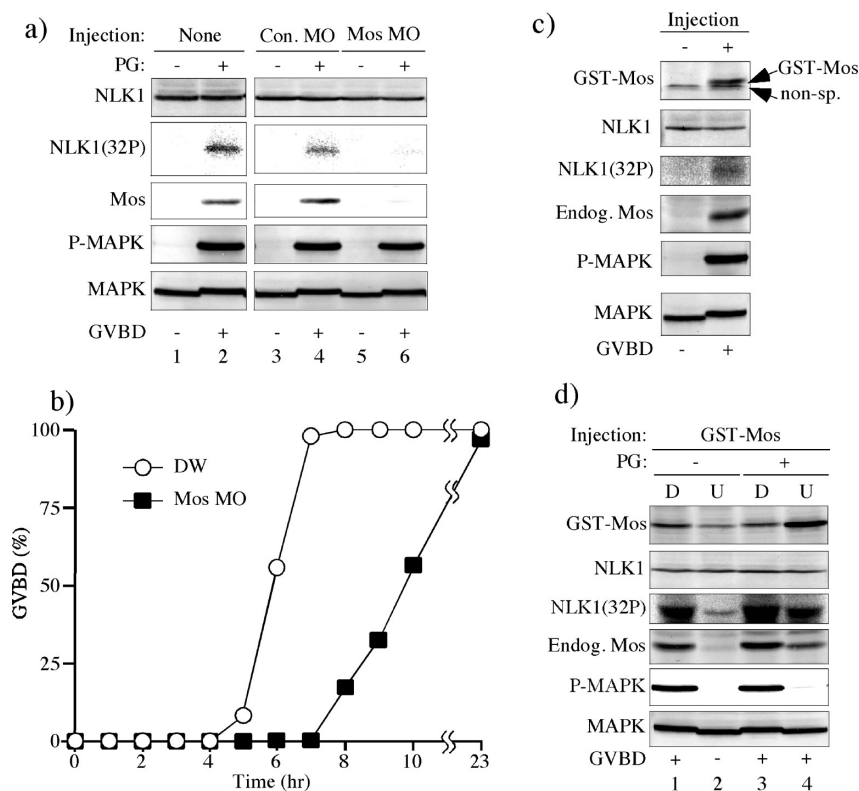 a)
Injection: None Con. MO Mos MO
PG: - + - + - +
NLK1
NLK1(32P)
Mos
P-MAPK
MAPK
GVBD - + - + - +
1 2 3 4 5 6
b)
100
75
50
25
0
GVBD (%)
DW
Mos MO
0 2 4 6 8 10 23
Time (hr)
c)
Injection
- +
GST-Mos
GST-Mos
non-sp.
NLK1
NLK1(32P)
Endog. Mos
P-MAPK
MAPK
GVBD - +
d)
Injection: GST-Mos
PG: - +
D U D U
GST-Mos
NLK1
NLK1(32P)
Endog. Mos
P-MAPK
MAPK
GVBD + - + +
1 2 3 4